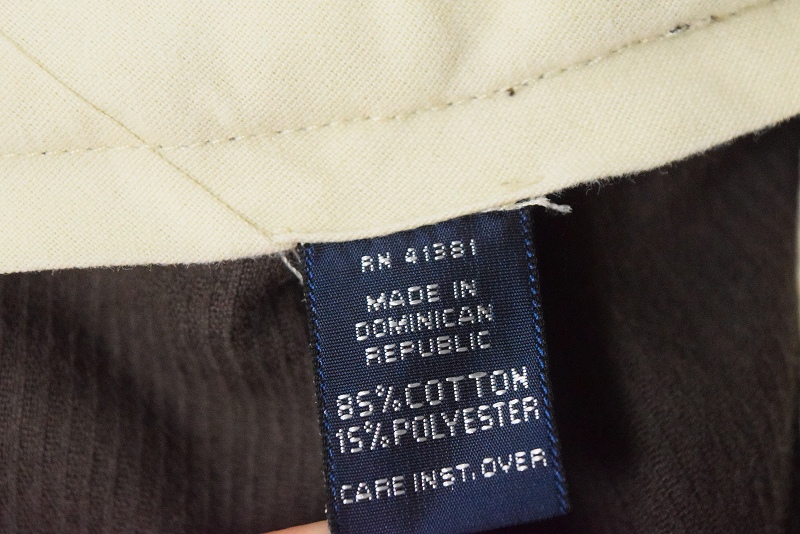 RN 41381
MADE IN
DOMINICAN
REPUBLIC
85% COTTON
15% POLYESTER
CARE INST. OVER